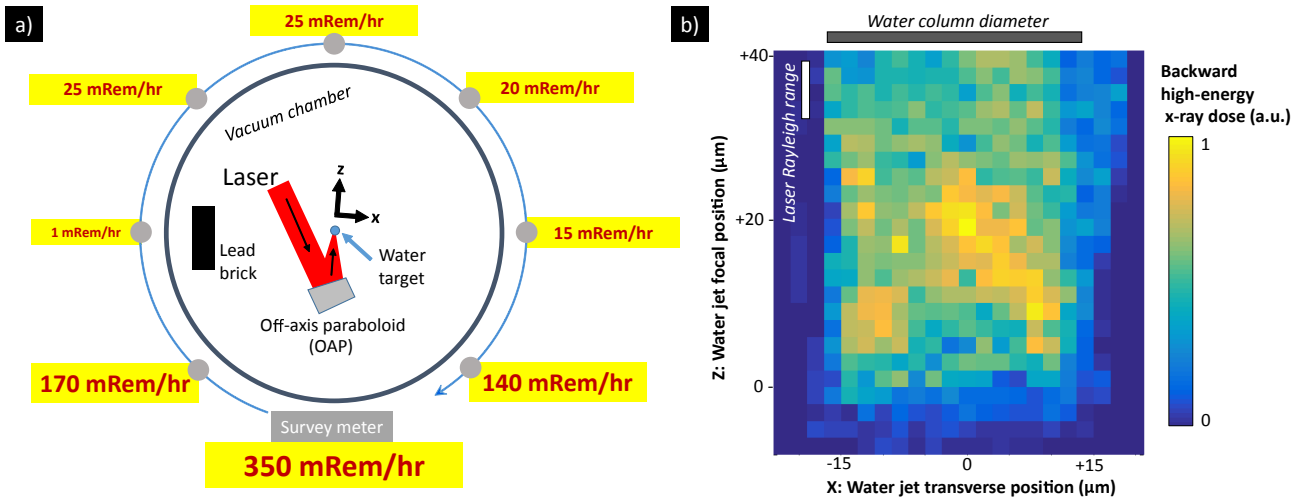 a)
25 mRem/hr
25 mRem/hr
20 mRem/hr
Vacuum chamber
Laser
z
x
1 mRem/hr
15 mRem/hr
Lead
brick
Water
target
Off-axis paraboloid
(OAP)
170 mRem/hr
140 mRem/hr
Survey meter
350 mRem/hr
b)
Water column diameter
+40
+20
0
Z: Water jet focal position (μm)
Laser Rayleigh range
-15
0
+15
X: Water jet transverse position (μm)
Backward
high-energy
x-ray dose (a.u.)
1
0